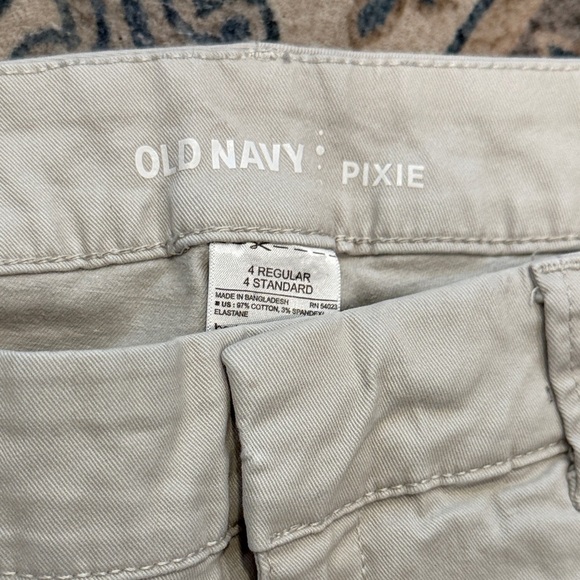 OLD NAVY PIXIE
4 REGULAR
4 STANDARD
MADE IN BANGLADESH RN 54023
■ US : 97% COTTON, 3% SPANDEX/
ELASTANE